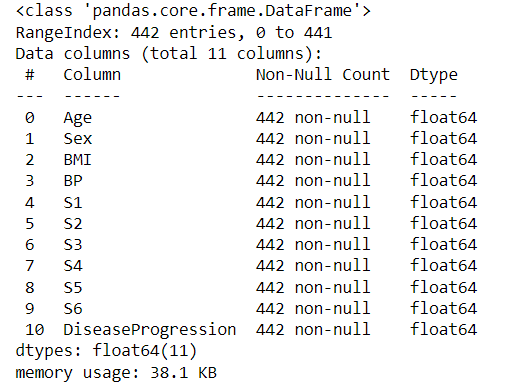 <class 'pandas.core.frame.DataFrame'>
RangeIndex: 442 entries, 0 to 441
Data columns (total 11 columns):
 #   Column              Non-Null Count  Dtype
---  ------              --------------  -----
 0   Age                 442 non-null    float64
 1   Sex                 442 non-null    float64
 2   BMI                 442 non-null    float64
 3   BP                  442 non-null    float64
 4   S1                  442 non-null    float64
 5   S2                  442 non-null    float64
 6   S3                  442 non-null    float64
 7   S4                  442 non-null    float64
 8   S5                  442 non-null    float64
 9   S6                  442 non-null    float64
 10  DiseaseProgression  442 non-null    float64
dtypes: float64(11)
memory usage: 38.1 KB